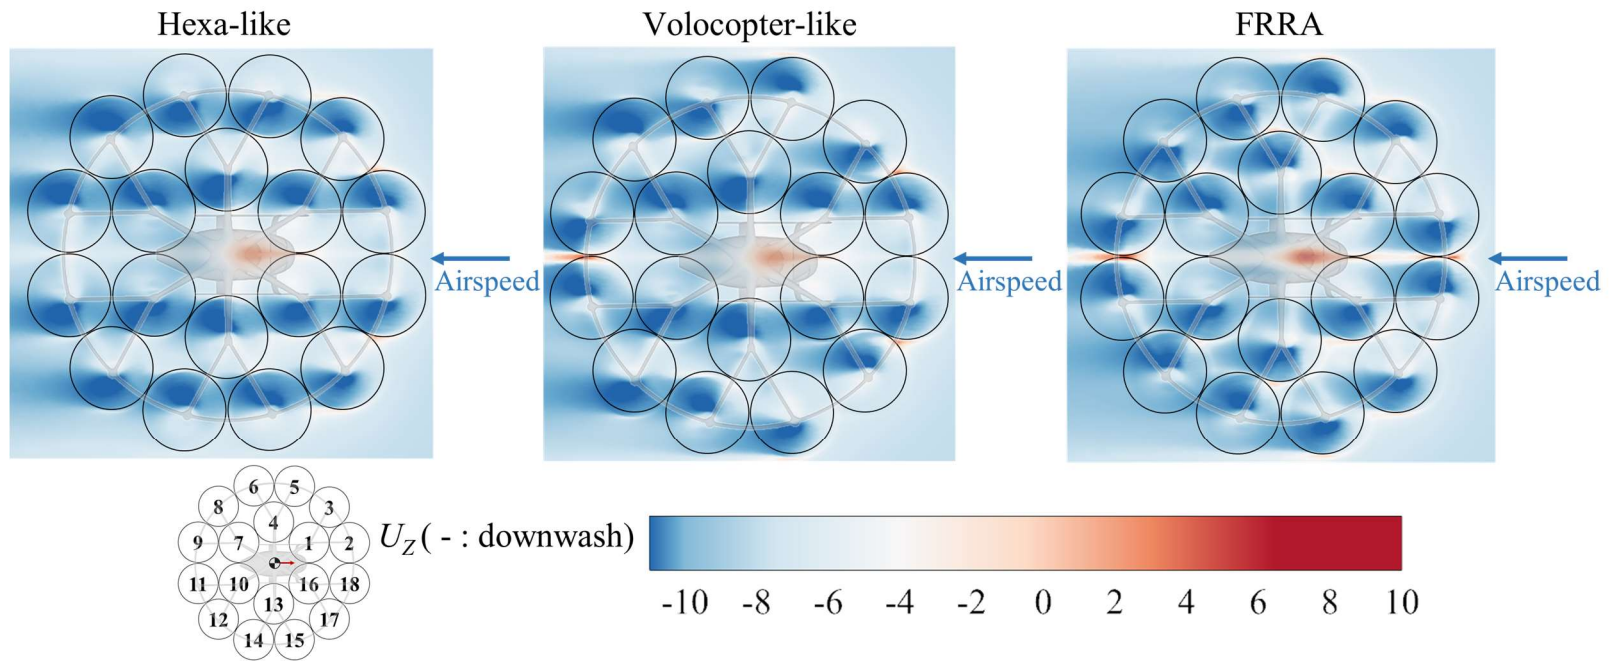 Hexa-like Volocopter-like FRRA
Airspeed Airspeed Airspeed
6 5
8 3
4
9 7 1 2
U_Z ( - : downwash)
11 10 16 18
13
12 17
14 15
-10 -8 -6 -4 -2 0 2 4 6 8 10